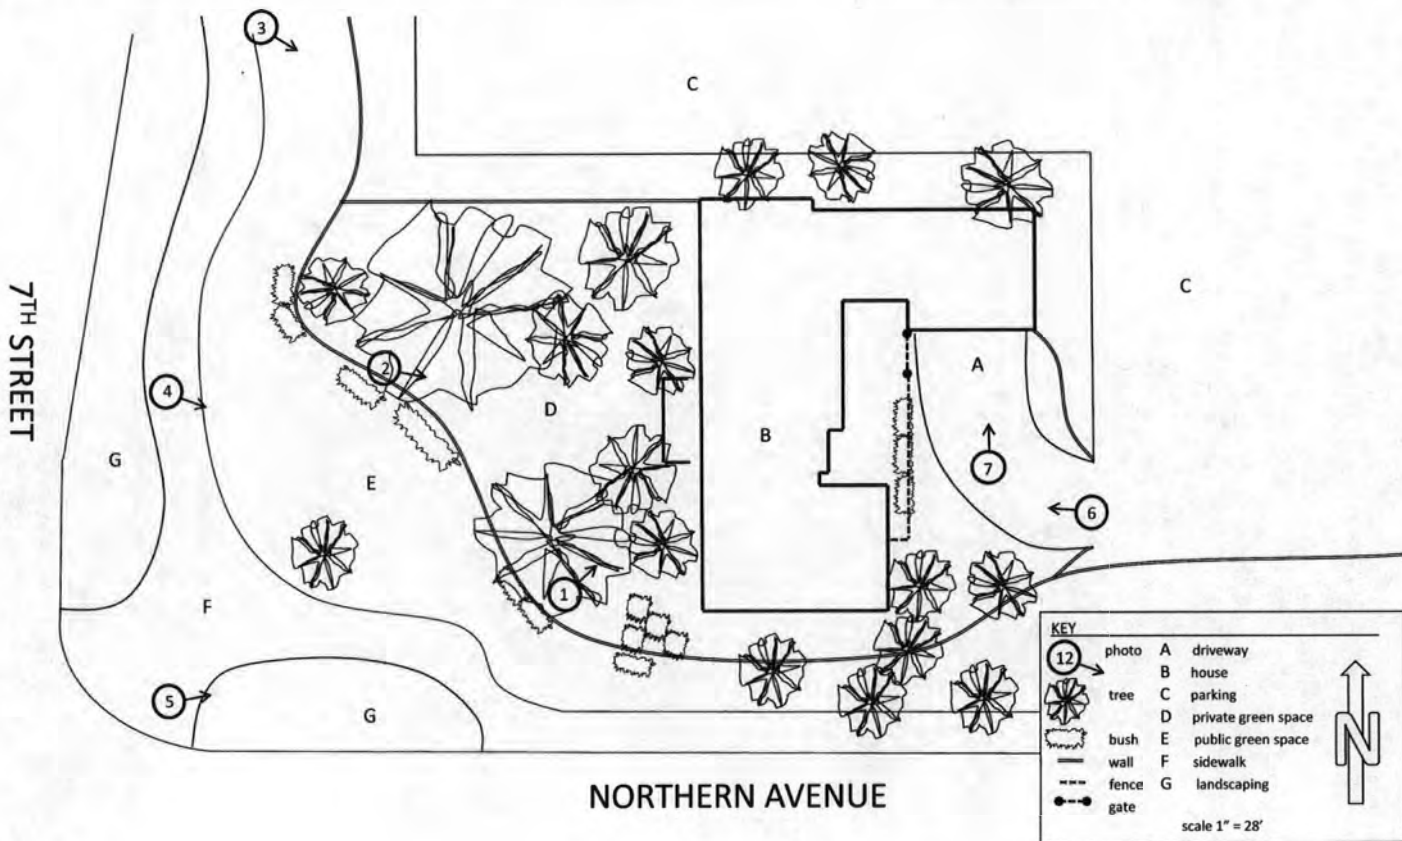 3
C
C
7TH STREET
2
4
A
D
B
G
7
E
6
1
F
5
G
NORTHERN AVENUE
KEY
12 photo A driveway
B house
tree C parking
D private green space
bush E public green space
wall F sidewalk
fence G landscaping
gate
N
scale 1" = 28'